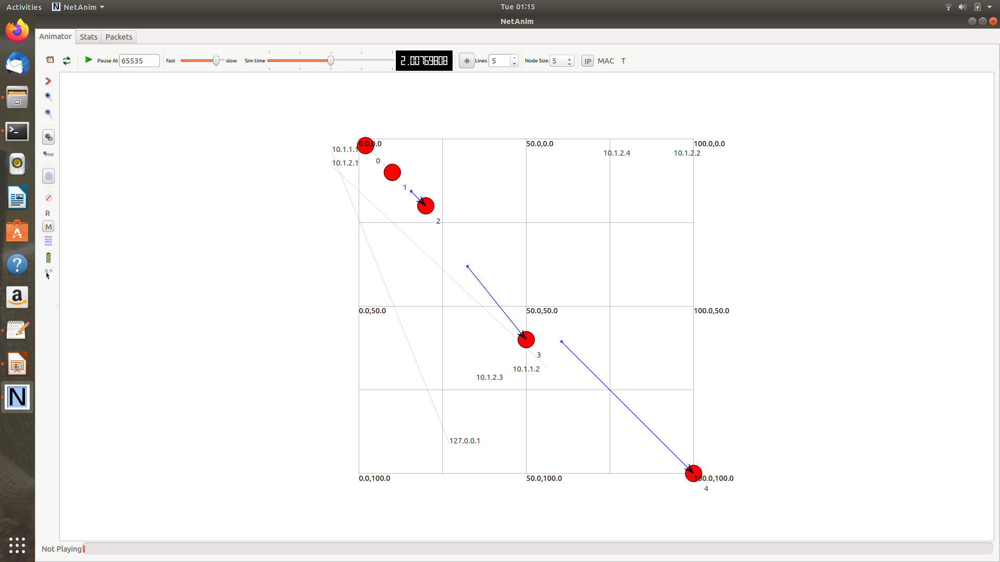 Activities NetAnim Tue 01:15
NetAnim
Animator Stats Packets
Pause At 65535 fast slow Sim time 2.00769808 # Lines 5 Node Size 5 IP MAC T
ID
SYSID
R
M
(X, Y)
0.0,0.0 50.0,0.0 100.0,0.0
10.1.1.1 10.1.2.4 10.1.2.2
10.1.2.1 0
1
2
0.0,50.0 50.0,50.0 100.0,50.0
3
10.1.1.2
10.1.2.3
127.0.0.1
0.0,100.0 50.0,100.0 100.0,100.0
4
Not Playing